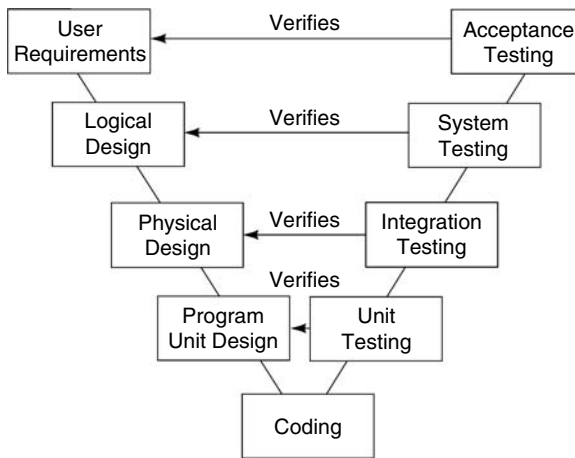 User
Requirements
Verifies
Acceptance
Testing
Logical
Design
Verifies
System
Testing
Physical
Design
Verifies
Integration
Testing
Verifies
Program
Unit Design
Unit
Testing
Coding